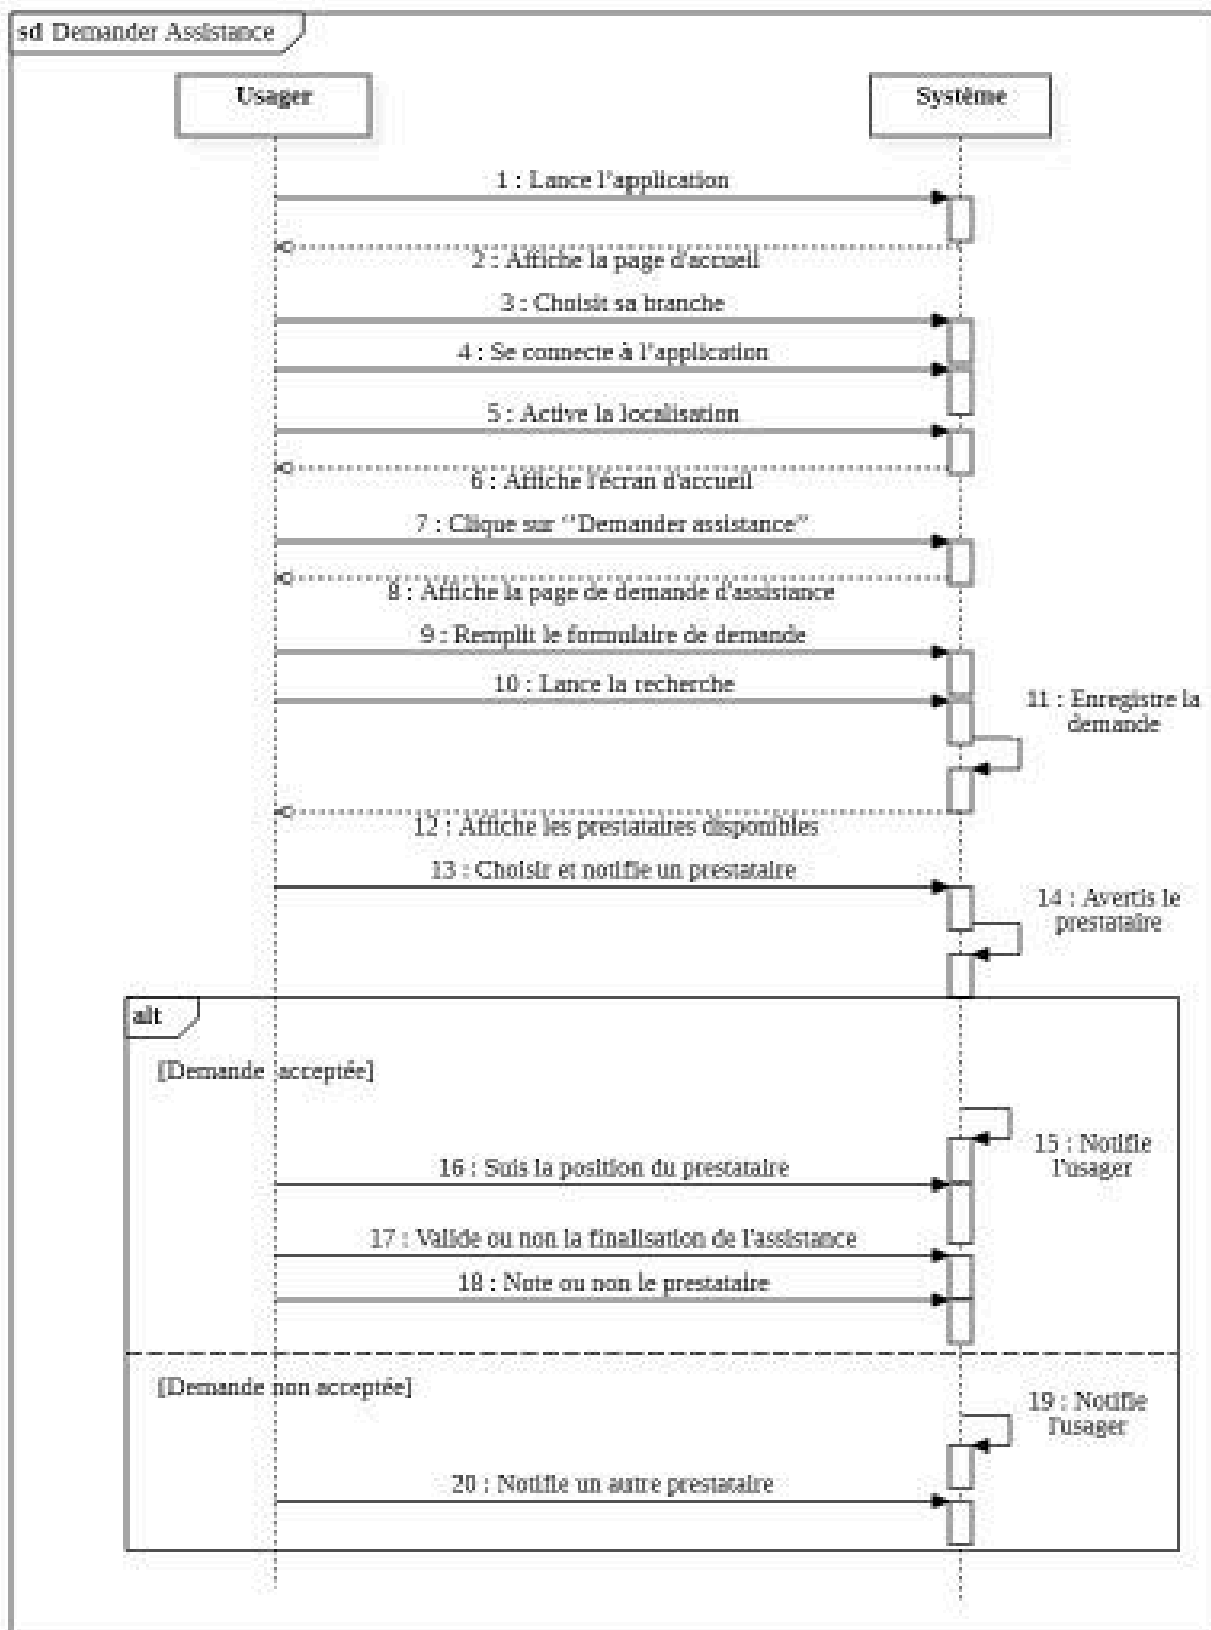 sd Demander Assistance
Usager
Système
1 : Lance l'application
2 : Affiche la page d'accueil
3 : Choisit sa branche
4 : Se connecte à l'application
5 : Active la localisation
6 : Affiche l'écran d'accueil
7 : Clique sur ‘‘Demander assistance’’
8 : Affiche la page de demande d'assistance
9 : Remplit le formulaire de demande
10 : Lance la recherche
11 : Enregistre la
demande
12 : Affiche les prestataires disponibles
13 : Choisir et notifie un prestataire
14 : Avertis le
prestataire
alt
[Demande acceptée]
15 : Notifie
l'usager
16 : Suis la position du prestataire
17 : Valide ou non la finalisation de l'assistance
18 : Note ou non le prestataire
[Demande non acceptée]
19 : Notifie
l'usager
20 : Notifie un autre prestataire